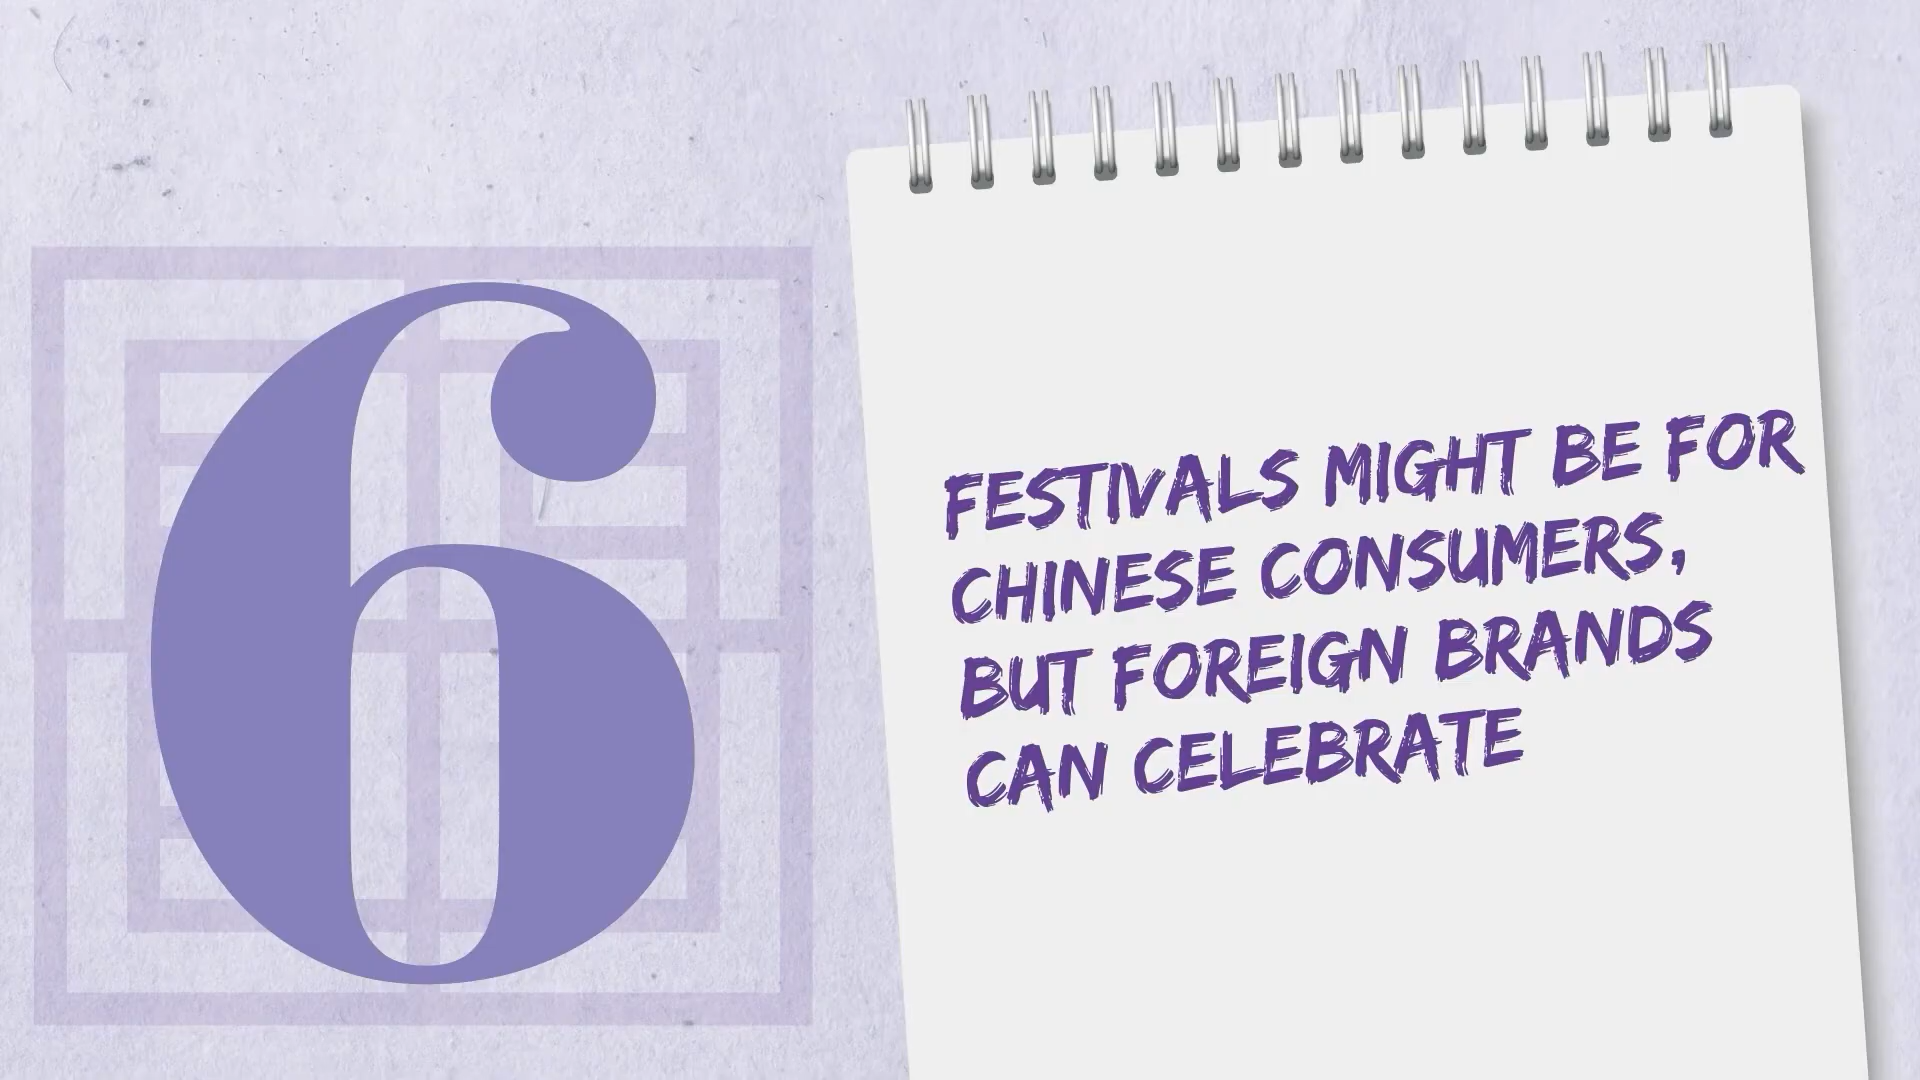 6
FESTIVALS MIGHT BE FOR
CHINESE CONSUMERS,
BUT FOREIGN BRANDS
CAN CELEBRATE